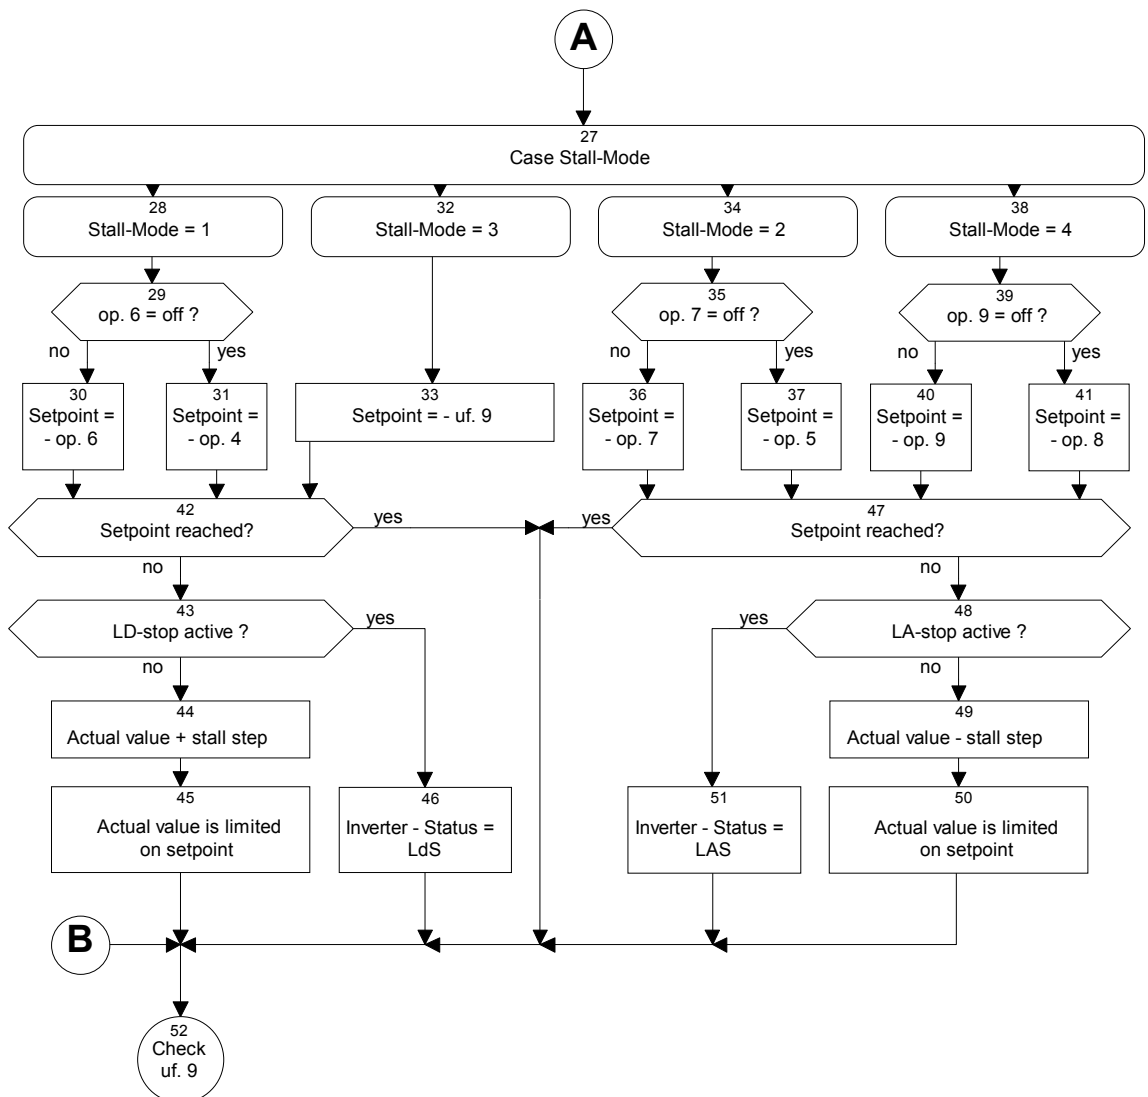 A
27
Case Stall-Mode
28
Stall-Mode = 1
32
Stall-Mode = 3
34
Stall-Mode = 2
38
Stall-Mode = 4
29
op. 6 = off ?
35
op. 7 = off ?
39
op. 9 = off ?
no
yes
no
yes
no
yes
30
Setpoint =
- op. 6
31
Setpoint =
- op. 4
33
Setpoint = - uf. 9
36
Setpoint =
- op. 7
37
Setpoint =
- op. 5
40
Setpoint =
- op. 9
41
Setpoint =
- op. 8
42
Setpoint reached?
yes
yes
47
Setpoint reached?
no
no
43
LD-stop active ?
yes
yes
48
LA-stop active ?
no
no
44
Actual value + stall step
49
Actual value - stall step
45
Actual value is limited
on setpoint
46
Inverter - Status =
LdS
51
Inverter - Status =
LAS
50
Actual value is limited
on setpoint
B
52
Check
uf. 9